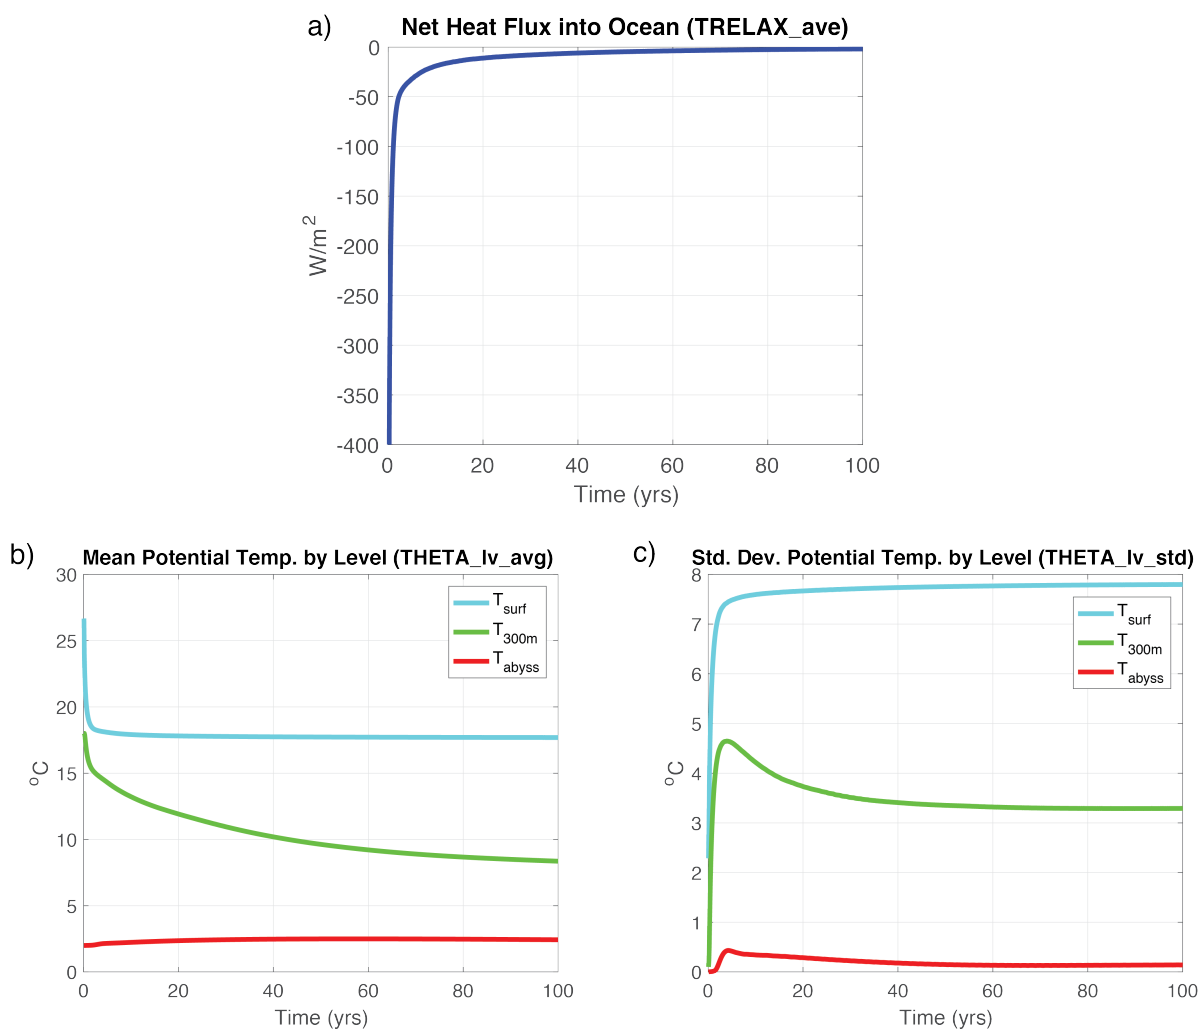 a) Net Heat Flux into Ocean (TRELAX_ave)
0
-50
-100
-150
-200
-250
-300
-350
-400
W/m2
0 20 40 60 80 100
Time (yrs)
b) Mean Potential Temp. by Level (THETA_lv_avg)
30
25
20
15
10
5
0
oC
Tsurf
T300m
Tabyss
0 20 40 60 80 100
Time (yrs)
c) Std. Dev. Potential Temp. by Level (THETA_lv_std)
8
7
6
5
4
3
2
1
0
oC
Tsurf
T300m
Tabyss
0 20 40 60 80 100
Time (yrs)